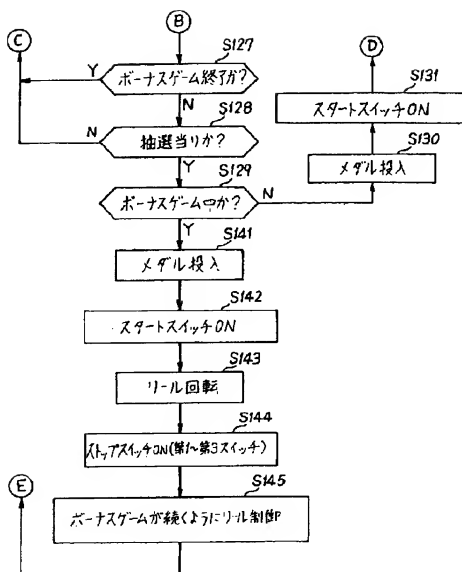 C
B
D
S127
Y
ボーナスゲーム終了か?
N
S128
N
抽選当りか?
Y
S129
ボーナスゲーム中か?
N
Y
S131
スタートスイッチON
S130
メダル投入
S141
メダル投入
S142
スタートスイッチON
S143
リール回転
S144
ストップスイッチON(第1~第3スイッチ)
S145
E
ボーナスゲームが続くようにリール制御